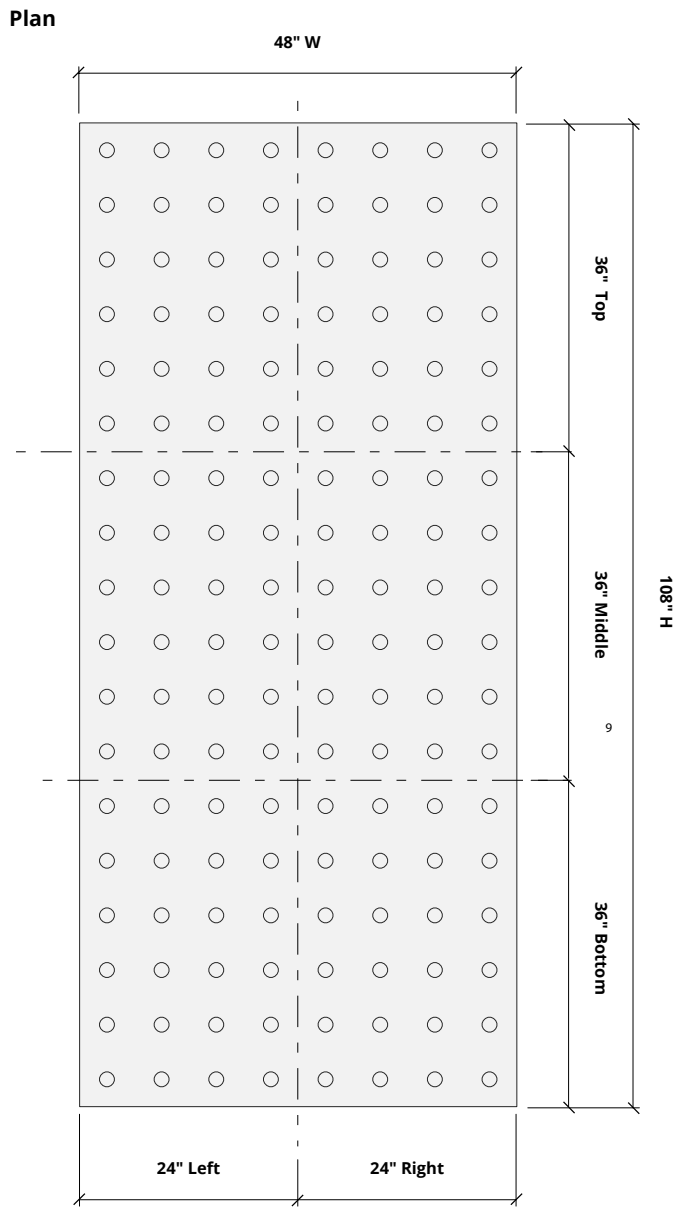 Plan
48" W
36" Top
36" Middle
108" H
9
36" Bottom
24" Left
24" Right